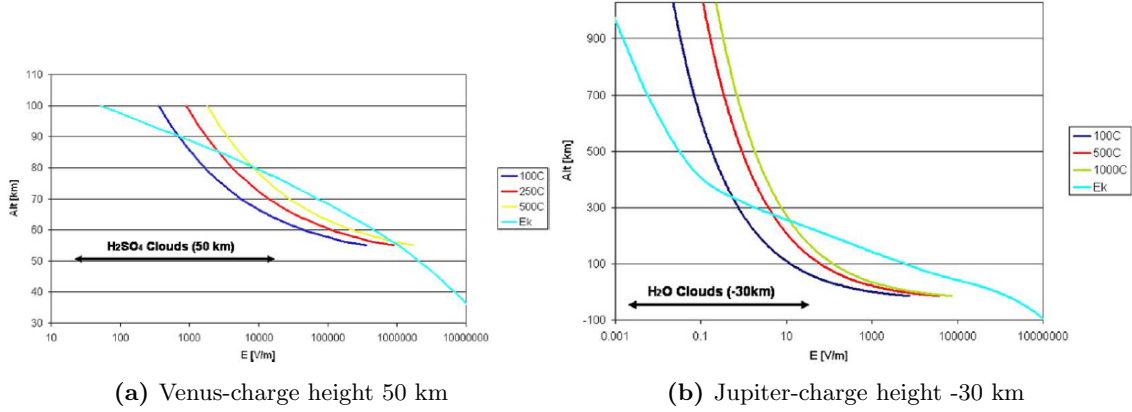 110
100
90
80
70
60
50
40
30
Alt [km]
H₂SO₄ Clouds (50 km)
10 100 1000 10000 100000 1000000 10000000
E [V/m]
100C
250C
500C
Ek
(a) Venus-charge height 50 km
900
700
500
300
100
-100
Alt [km]
H₂O Clouds (-30km)
0.001 0.1 10 1000 100000 10000000
E [V/m]
100C
500C
1000C
Ek
(b) Jupiter-charge height -30 km